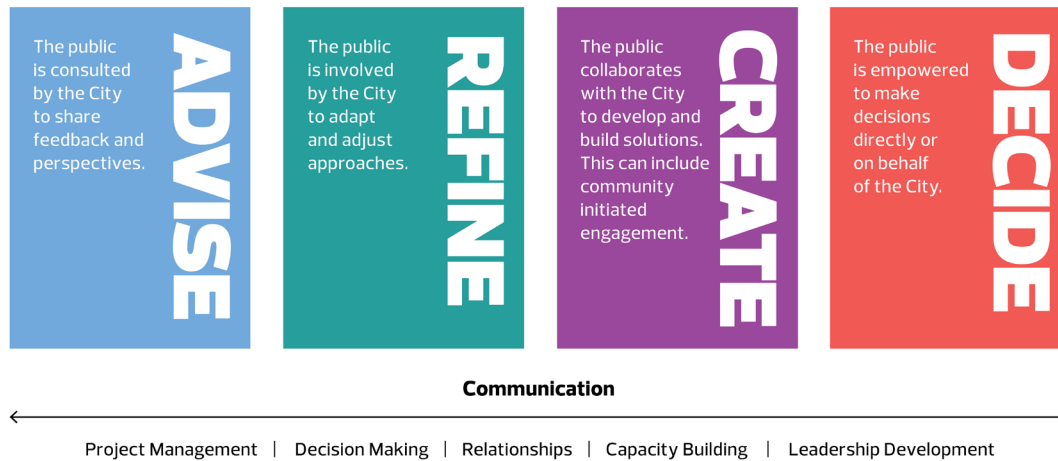 The public
is consulted
by the City
to share
feedback and
perspectives.
ADVISE
The public
is involved
by the City
to adapt
and adjust
approaches.
REFINE
The public
collaborates
with the City
to develop and
build solutions.
This can include
community
initiated
engagement.
CREATE
The public
is empowered
to make
decisions
directly or
on behalf
of the City.
DECIDE
Communication
Project Management | Decision Making | Relationships | Capacity Building | Leadership Development